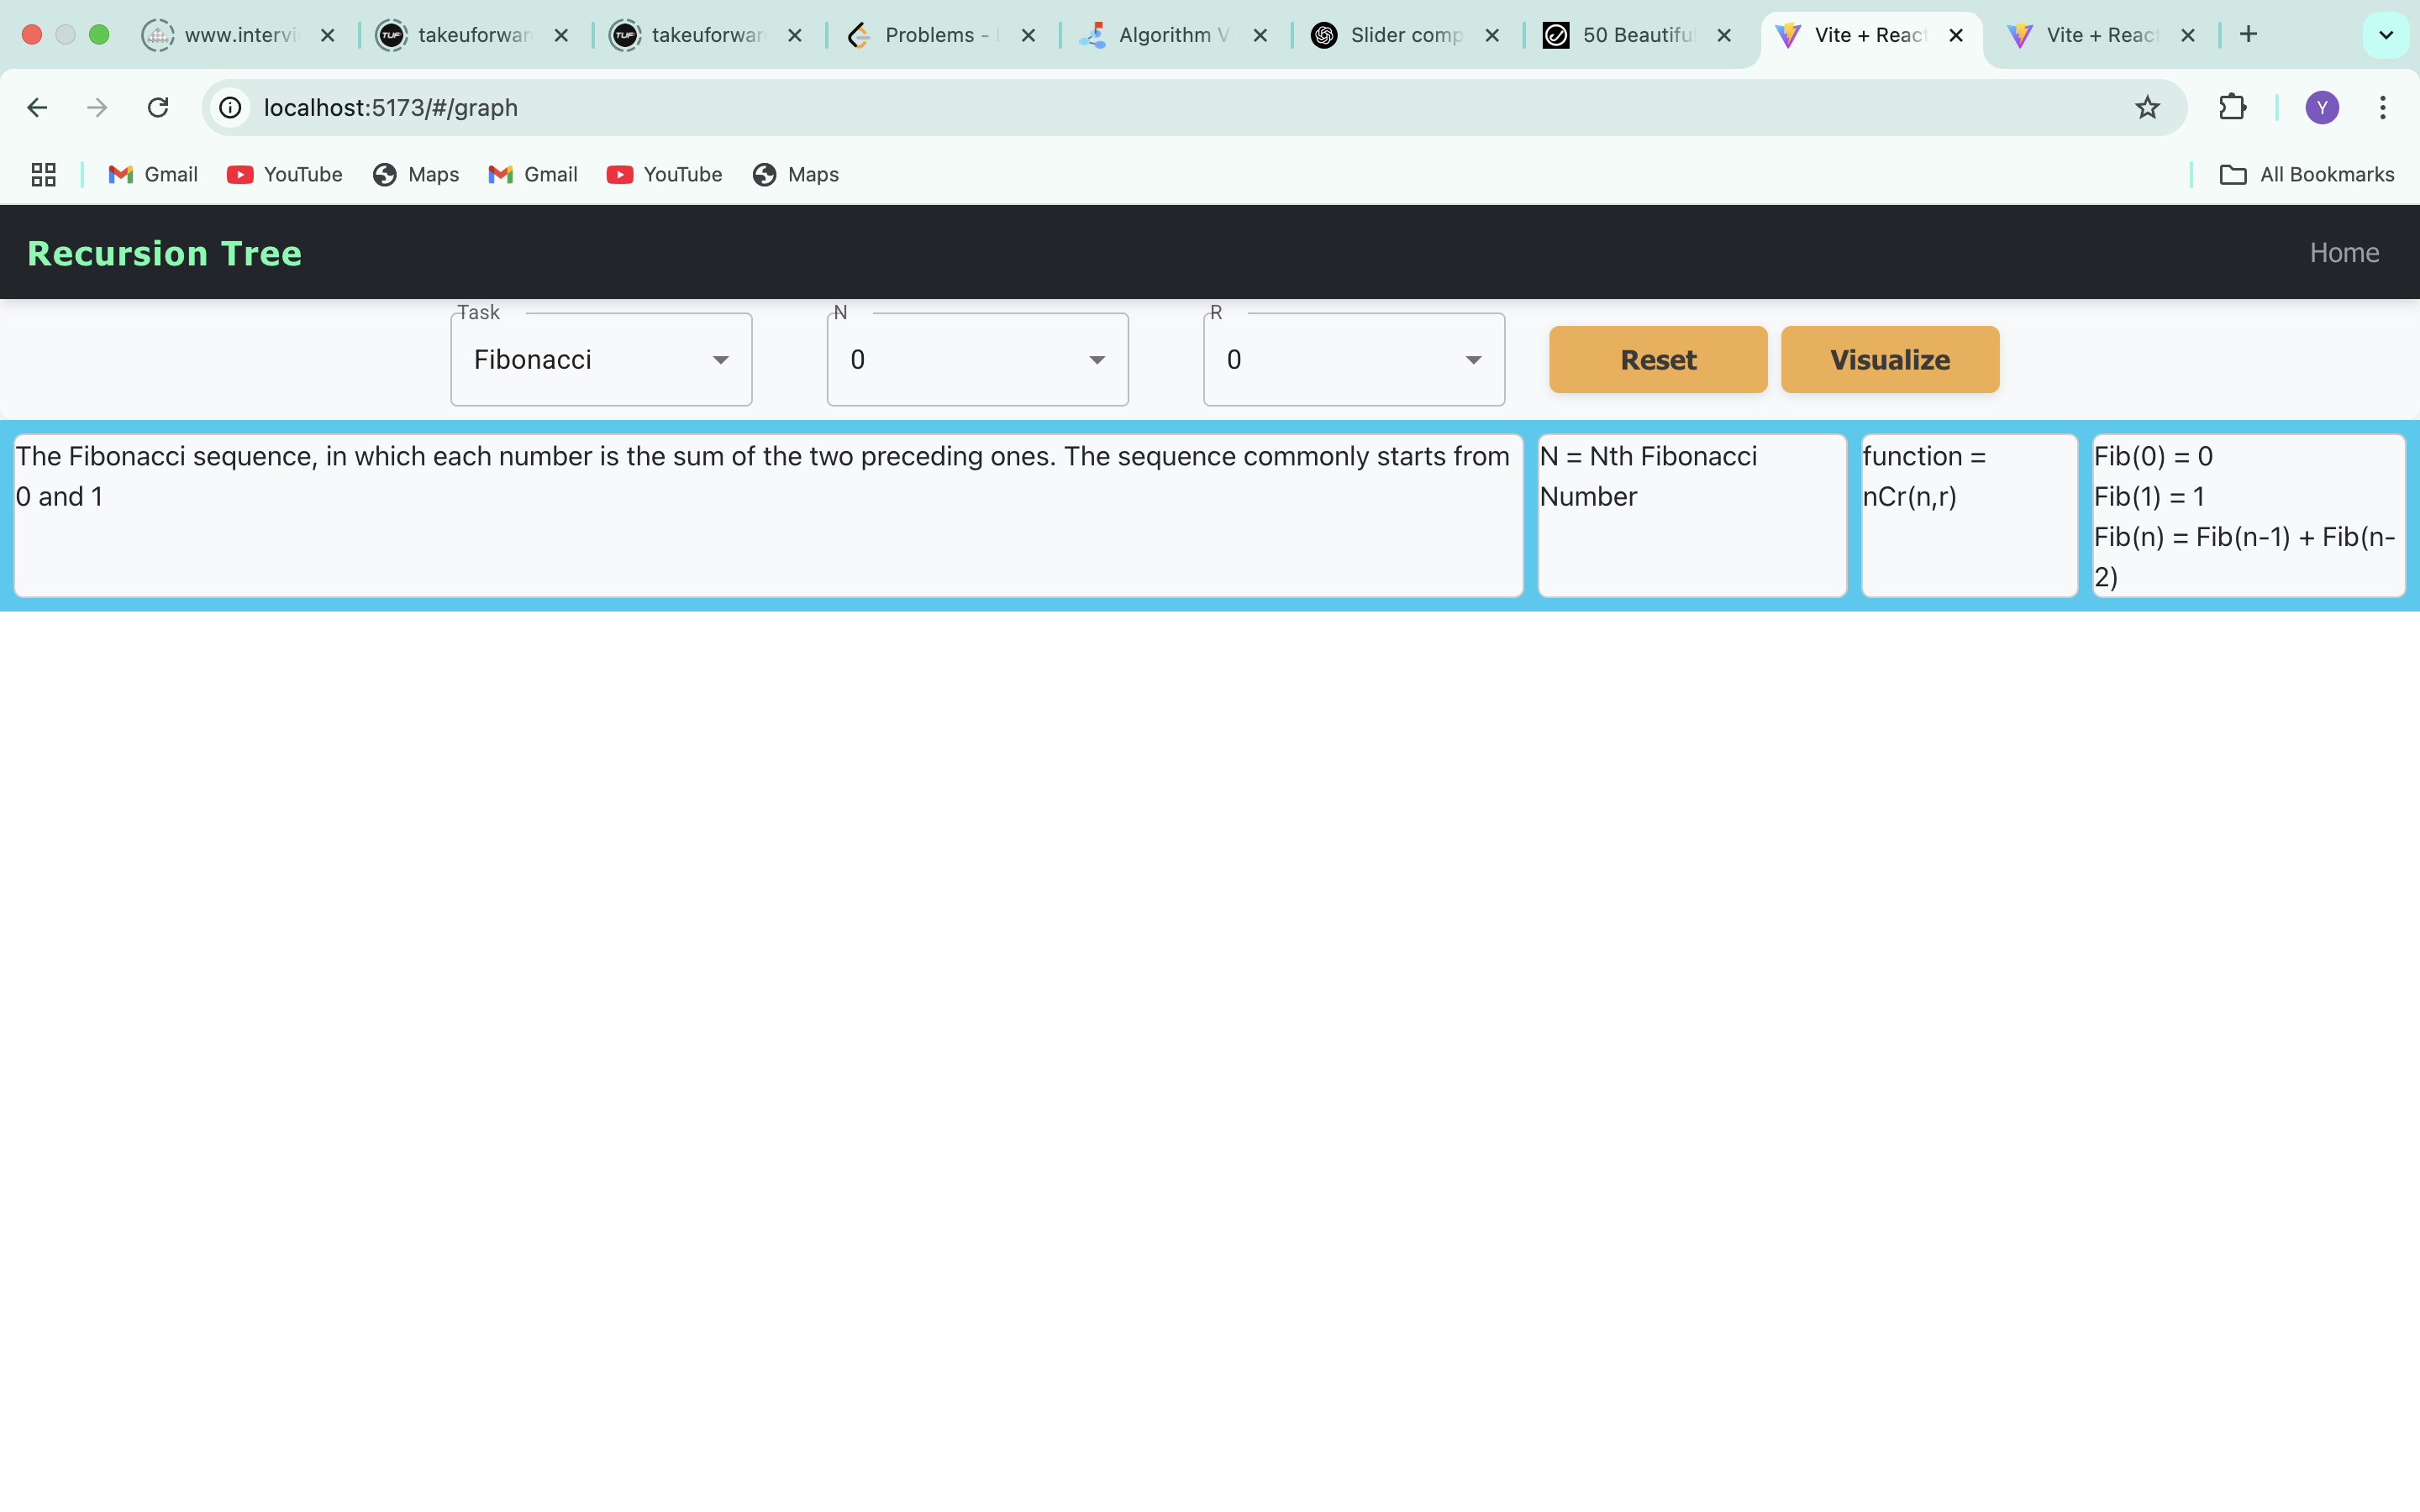 www.intervi
takeuforwar
takeuforwar
Problems -
Algorithm V
Slider comp
50 Beautiful
Vite + React
Vite + React
localhost:5173/#/graph
Y
Gmail
YouTube
Maps
Gmail
YouTube
Maps
All Bookmarks
Recursion Tree
Home
Task
N
R
Fibonacci
0
0
Reset
Visualize
The Fibonacci sequence, in which each number is the sum of the two preceding ones. The sequence commonly starts from
0 and 1
N = Nth Fibonacci
Number
function =
nCr(n,r)
Fib(0) = 0
Fib(1) = 1
Fib(n) = Fib(n-1) + Fib(n-
2)